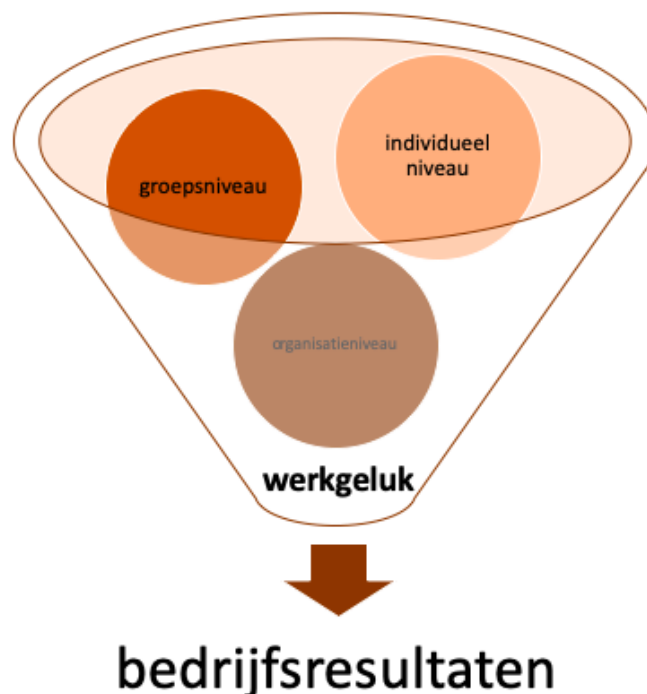 individueel
niveau
groepsniveau
organisatieniveau
werkgeluk
bedrijfsresultaten